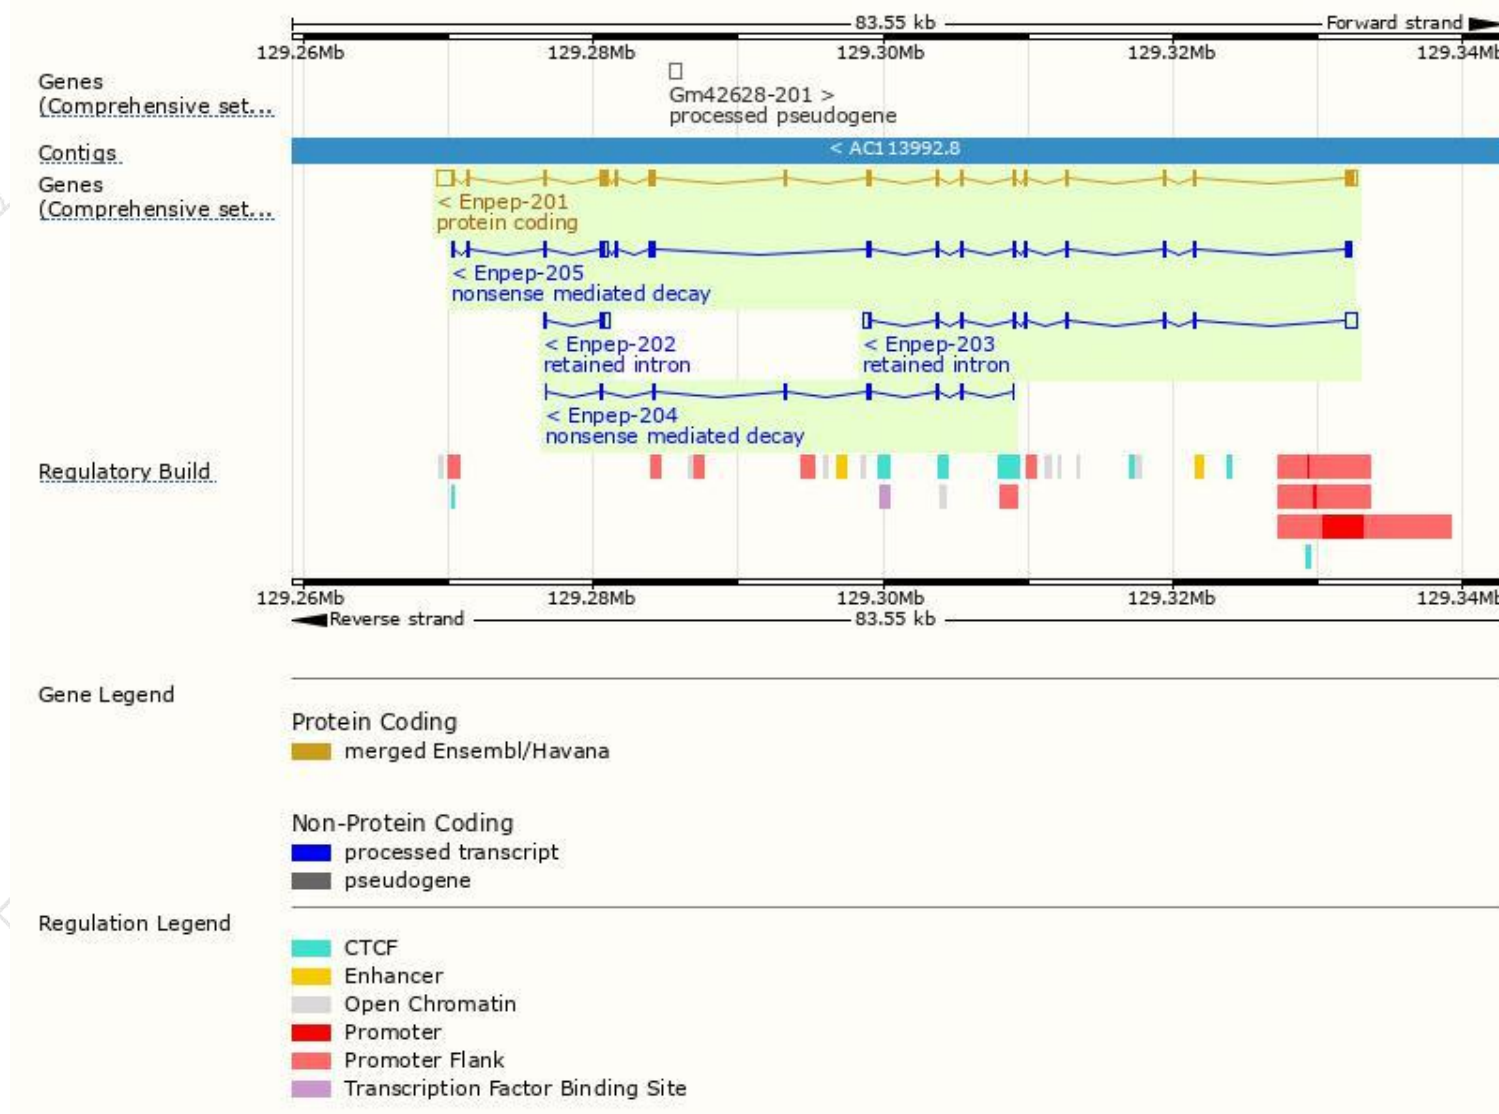 83.55 kb Forward strand
129.26Mb 129.28Mb 129.30Mb 129.32Mb 129.34Mb
Genes
(Comprehensive set...
Gm42628-201 >
processed pseudogene
Contigs
< AC113992.8
Genes
(Comprehensive set...
< Enpep-201
protein coding
< Enpep-205
nonsense mediated decay
< Enpep-202 < Enpep-203
retained intron retained intron
< Enpep-204
nonsense mediated decay
Regulatory Build
129.26Mb 129.28Mb 129.30Mb 129.32Mb 129.34Mb
Reverse strand 83.55 kb
Gene Legend
Protein Coding
merged Ensembl/Havana
Non-Protein Coding
processed transcript
pseudogene
Regulation Legend
CTCF
Enhancer
Open Chromatin
Promoter
Promoter Flank
Transcription Factor Binding Site